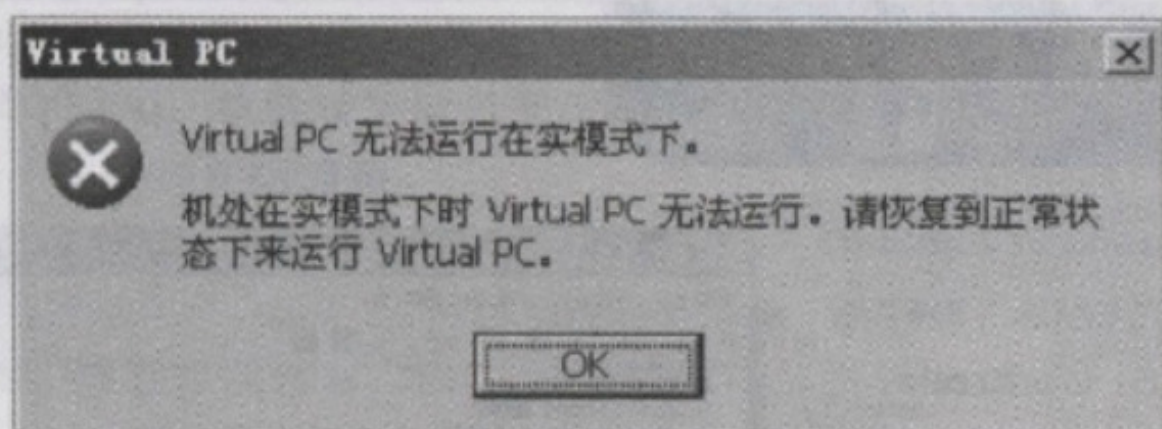 Virtual PC
Virtual PC 无法运行在实模式下。
机处在实模式下时 Virtual PC 无法运行。请恢复到正常状
态下来运行 Virtual PC。
OK